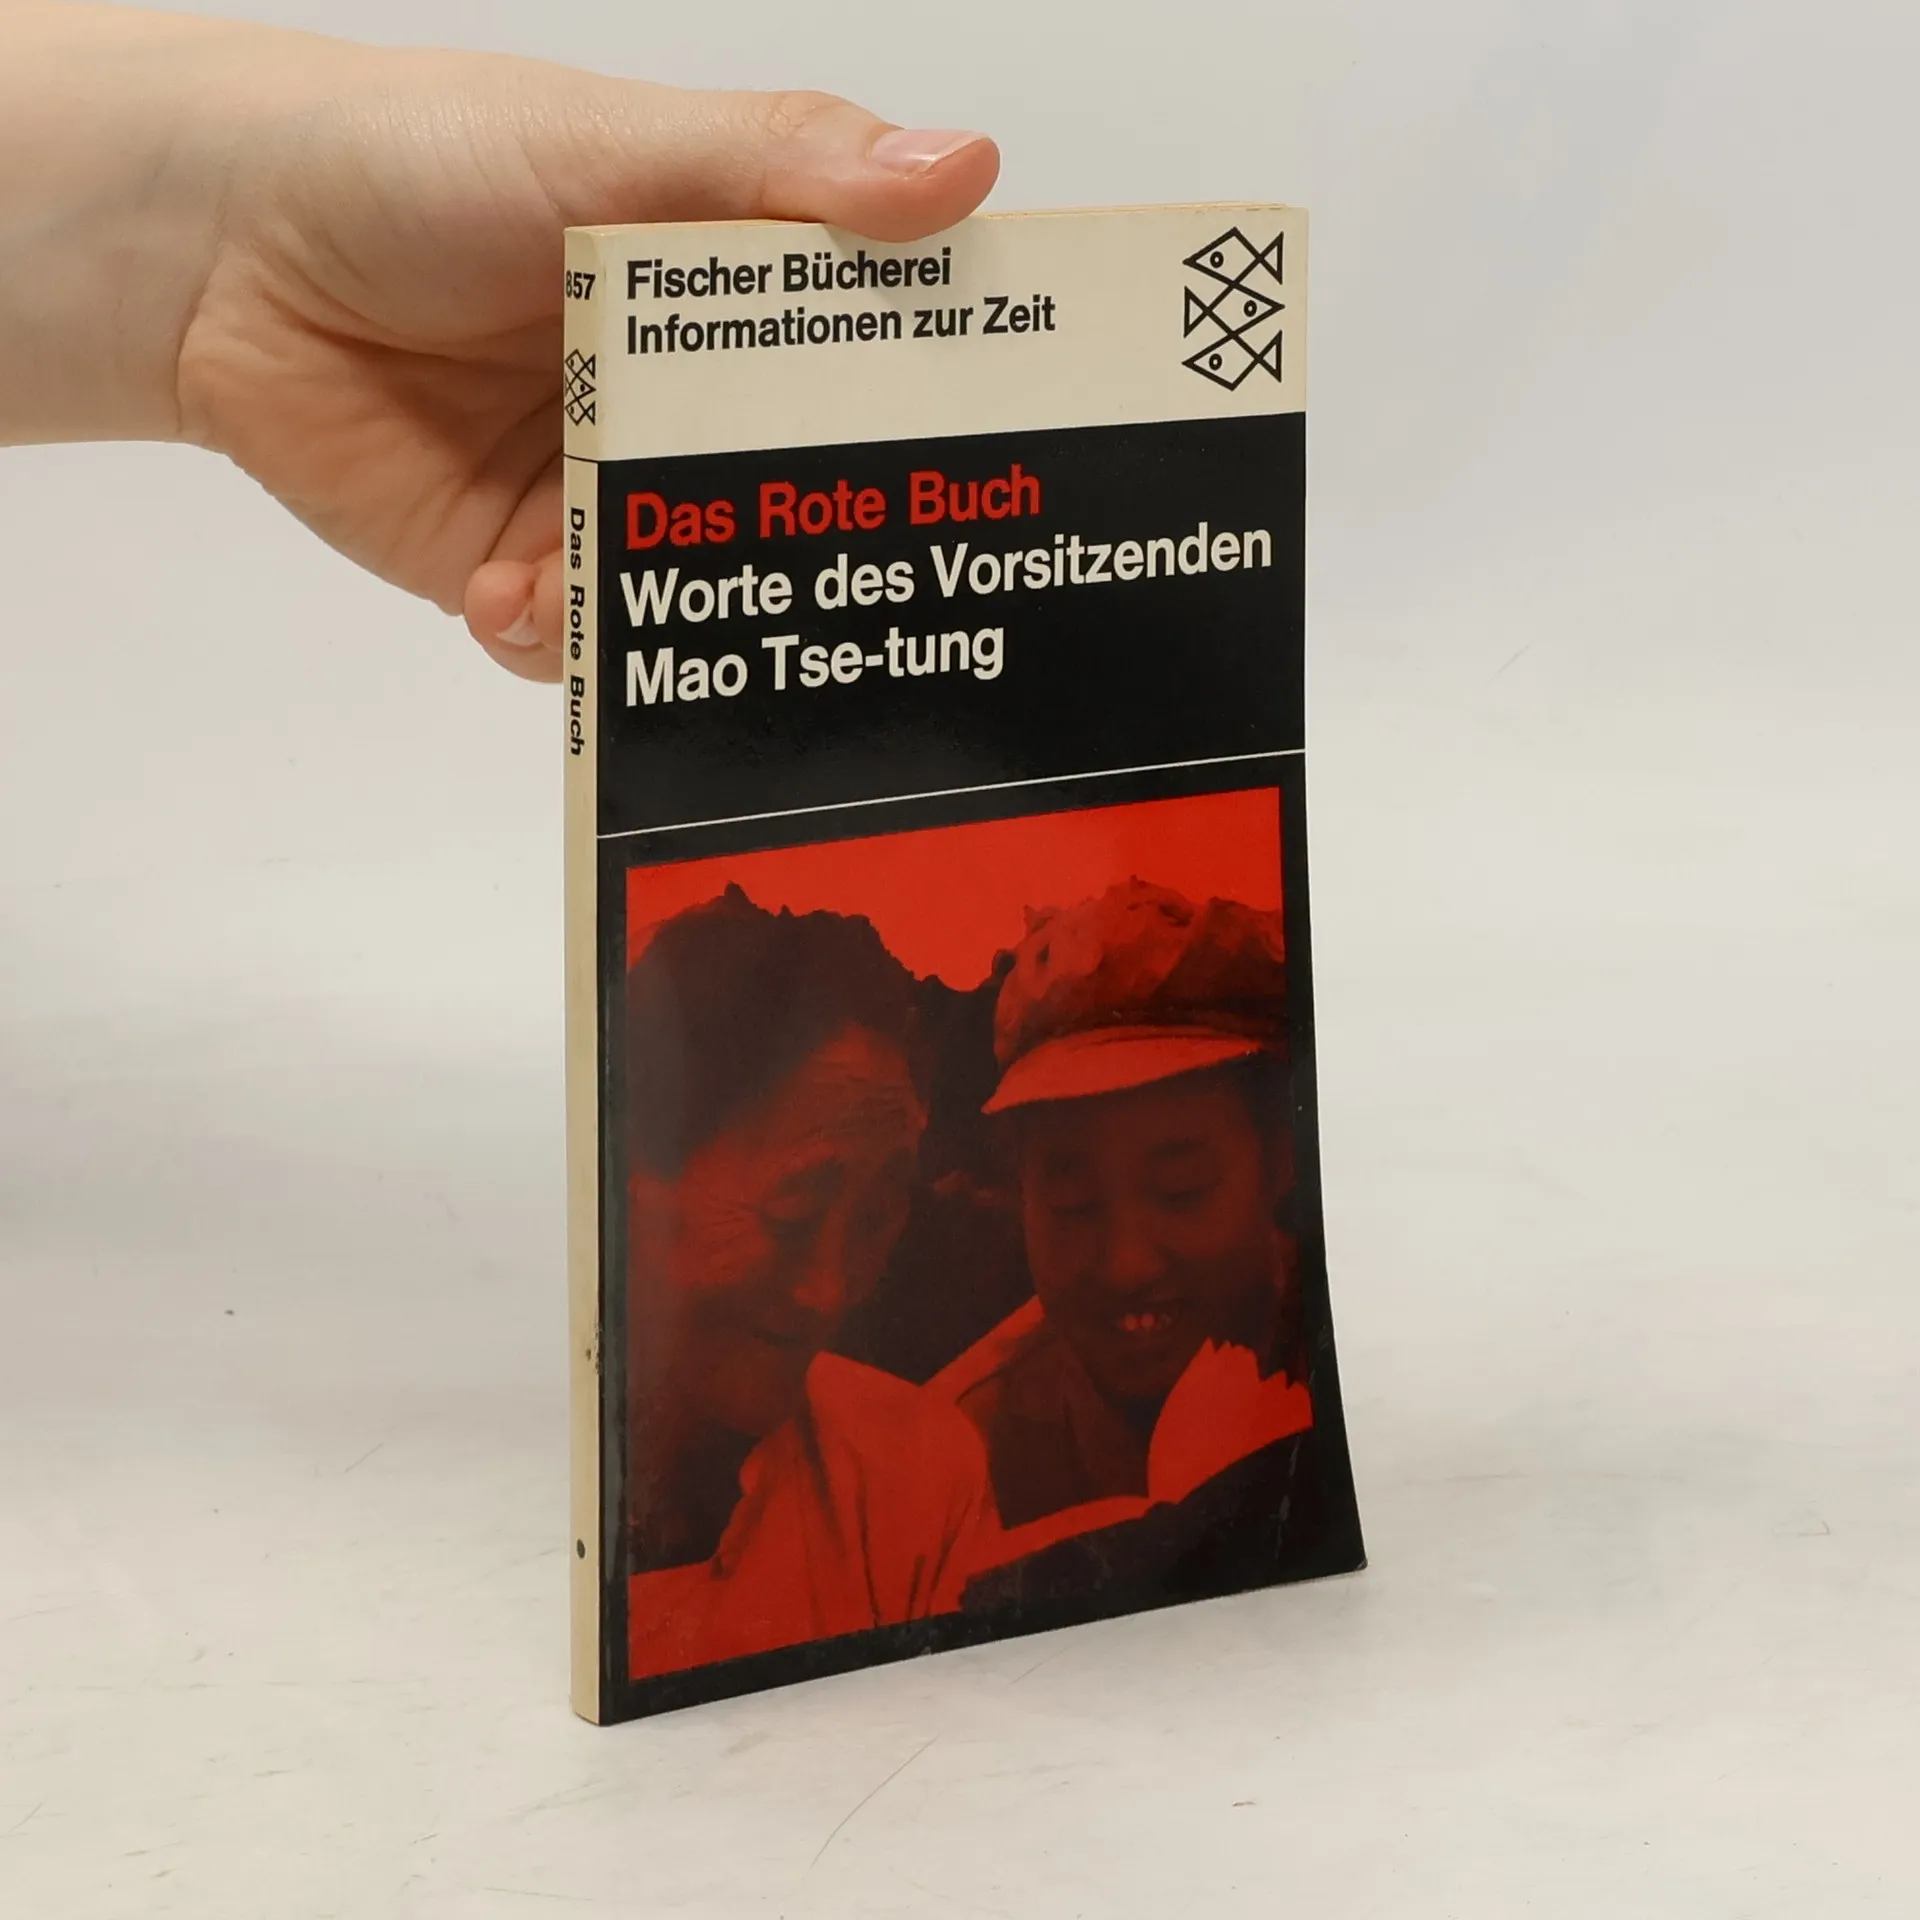 Fischer Bücherei
Informationen zur Zeit
Das Rote Buch
Worte des Vorsitzenden
Mao Tse-tung
857
Das Rote Buch